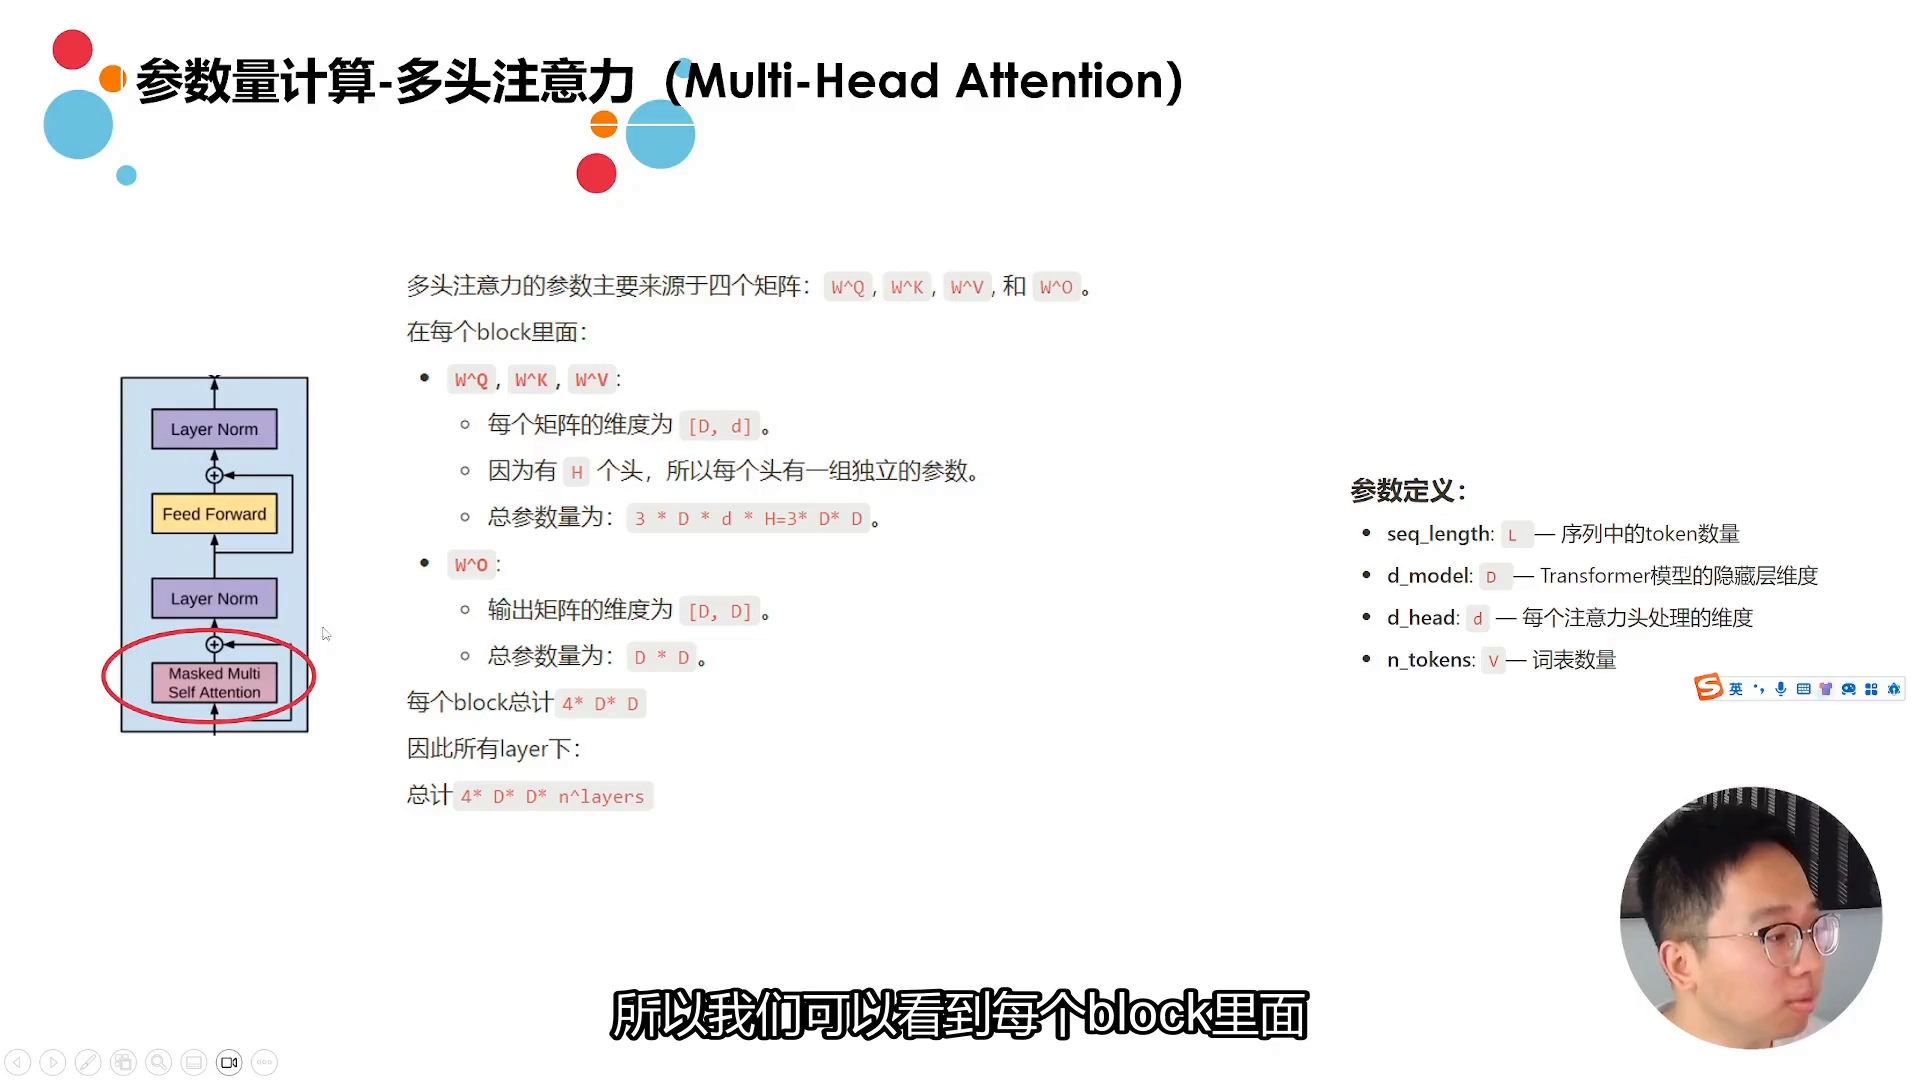 参数量计算-多头注意力（Multi-Head Attention）
多头注意力的参数主要来源于四个矩阵：W^Q, W^K, W^V, 和 W^O。
在每个block里面：
W^Q, W^K, W^V:
每个矩阵的维度为 [D, d]。
因为有 H 个头，所以每个头有一组独立的参数。
总参数量为：3 * D * d * H=3* D* D。
W^O:
输出矩阵的维度为 [D, D]。
总参数量为：D * D。
每个block总计 4* D* D
因此所有layer下：
总计 4* D* D* n^layers
Layer Norm
Feed Forward
Layer Norm
Masked Multi
Self Attention
参数定义：
seq_length: L — 序列中的token数量
d_model: D — Transformer模型的隐藏层维度
d_head: d — 每个注意力头处理的维度
n_tokens: V — 词表数量
S 英
所以我们可以看到每个block里面